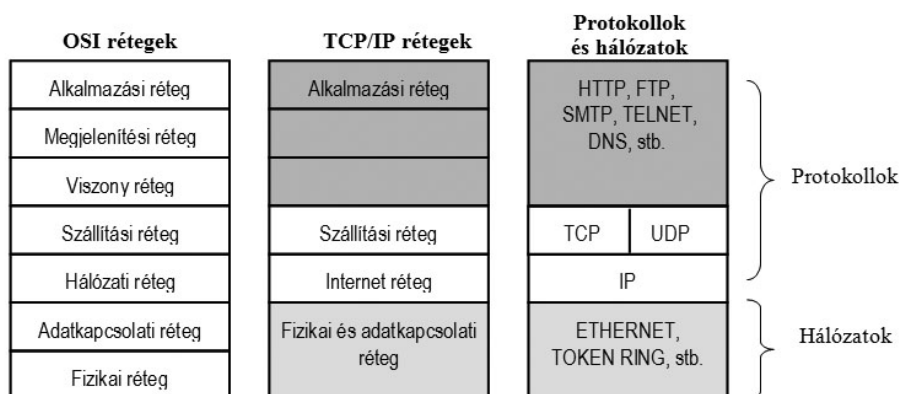 OSI rétegek
Alkalmazási réteg
Megjelenítési réteg
Viszony réteg
Szállítási réteg
Hálózati réteg
Adatkapcsolati réteg
Fizikai réteg
TCP/IP rétegek
Alkalmazási réteg
Szállítási réteg
Internet réteg
Fizikai és adatkapcsolati
réteg
Protokollok
és hálózatok
HTTP, FTP,
SMTP, TELNET,
DNS, stb.
TCP
UDP
IP
ETHERNET,
TOKEN RING, stb.
Protokollok
Hálózatok